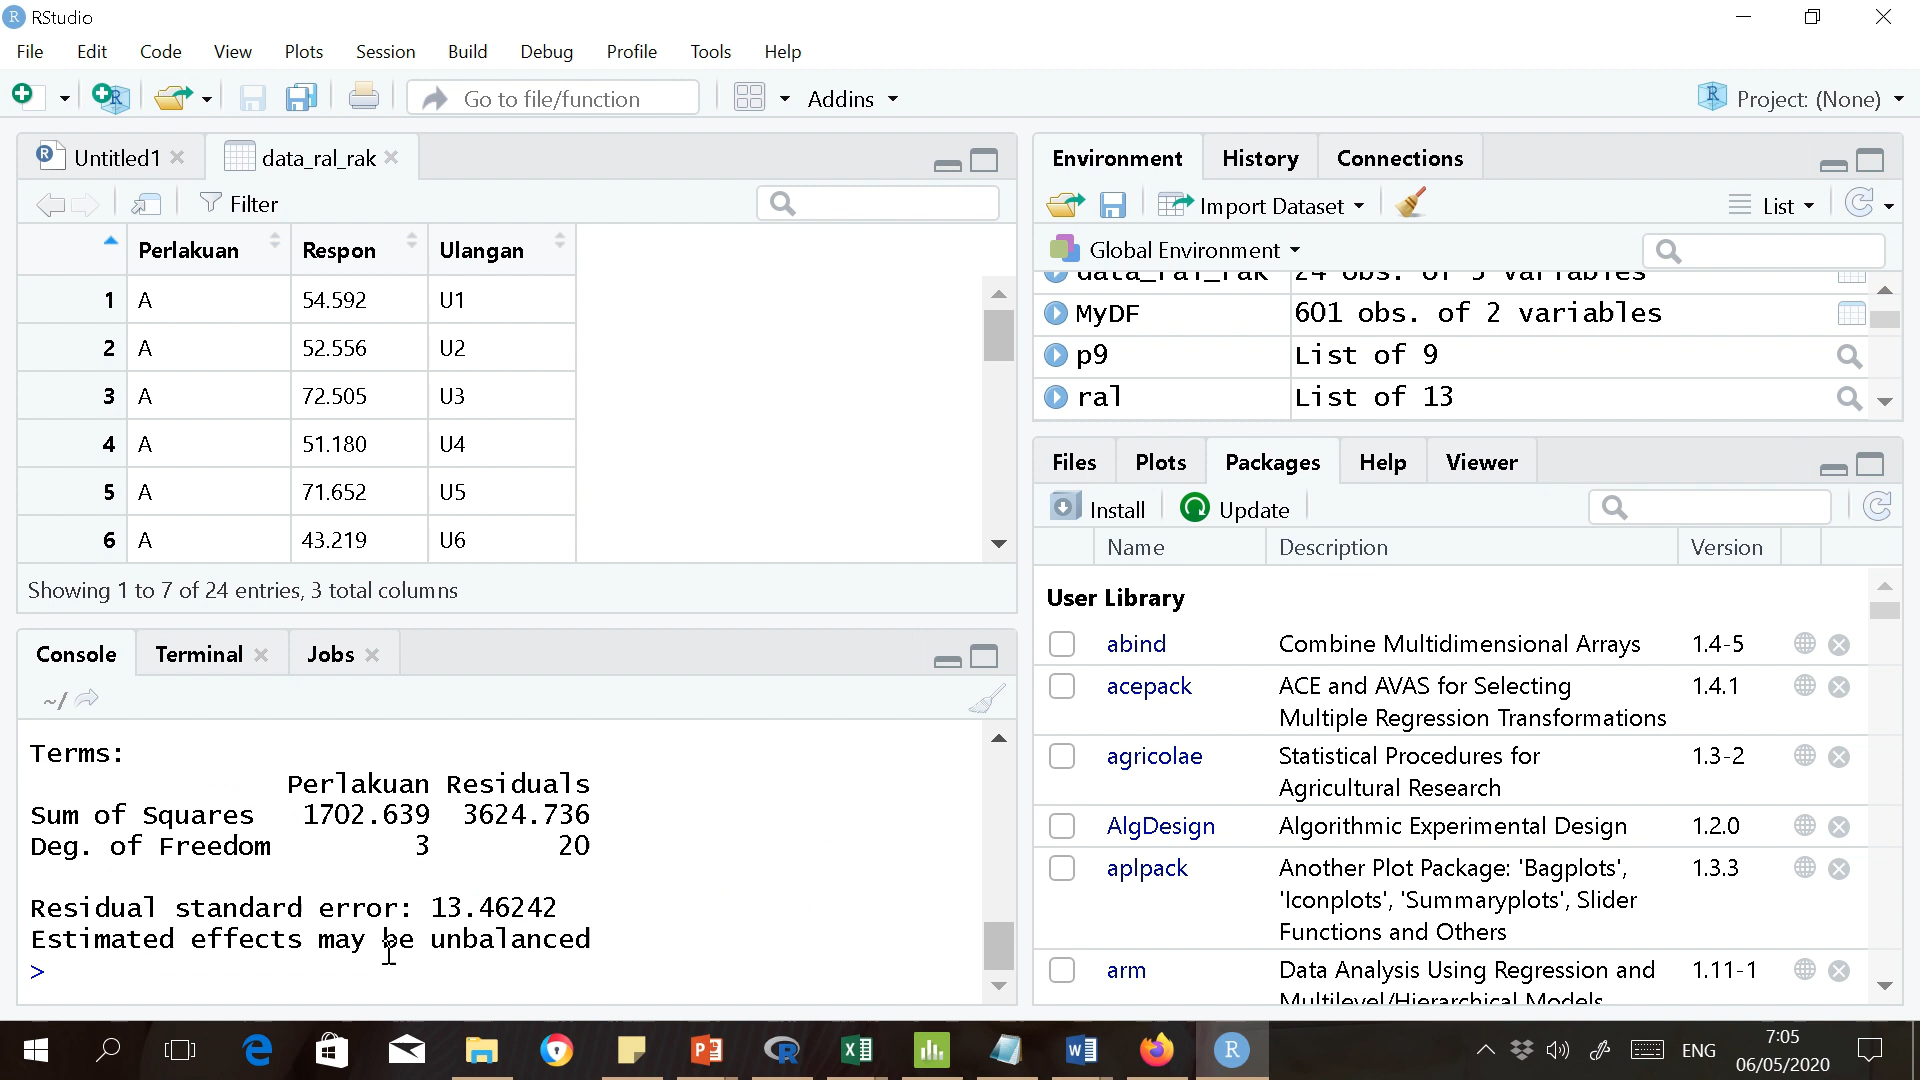 RStudio
File Edit Code View Plots Session Build Debug Profile Tools Help
Go to file/function Addins Project: (None)
Untitled1 data_ral_rak
Filter
Perlakuan Respon Ulangan
1 A 54.592 U1
2 A 52.556 U2
3 A 72.505 U3
4 A 51.180 U4
5 A 71.652 U5
6 A 43.219 U6
Showing 1 to 7 of 24 entries, 3 total columns
Console Terminal Jobs
~/
Terms:
Perlakuan Residuals
Sum of Squares 1702.639 3624.736
Deg. of Freedom 3 20
Residual standard error: 13.46242
Estimated effects may be unbalanced
>
Environment History Connections
Import Dataset List
Global Environment
data_ral_rak 24 obs. of 3 variables
MyDF 601 obs. of 2 variables
p9 List of 9
ral List of 13
Files Plots Packages Help Viewer
Install Update
Name Description Version
User Library
abind Combine Multidimensional Arrays 1.4-5
acepack ACE and AVAS for Selecting 1.4.1
Multiple Regression Transformations
agricolae Statistical Procedures for 1.3-2
Agricultural Research
AlgDesign Algorithmic Experimental Design 1.2.0
aplpack Another Plot Package: 'Bagplots', 1.3.3
'Iconplots', 'Summaryplots', Slider
Functions and Others
arm Data Analysis Using Regression and 1.11-1
Multilevel/Hierarchical Models
ENG 7:05
06/05/2020